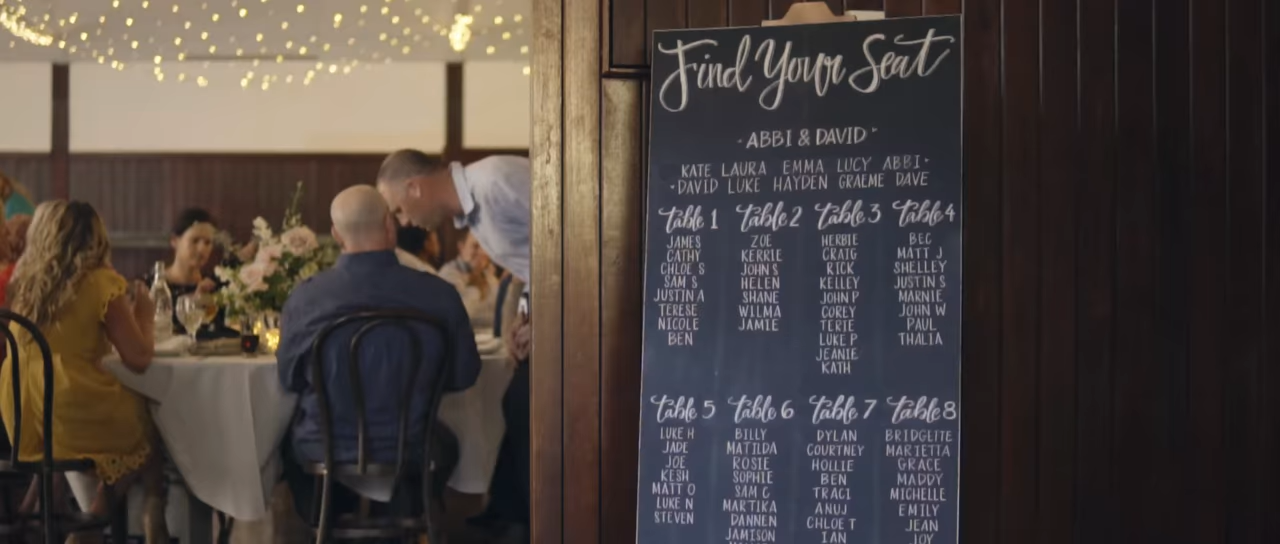 Find Your Seat
· ABBI & DAVID ·
KATE LAURA EMMA LUCY ABBI ·
· DAVID LUKE HAYDEN GRAEME DAVE
table 1
JAMES
CATHY
CHLOE S
SAM S
JUSTIN A
TERESE
NICOLE
BEN
table 2
ZOE
KERRIE
JOHN S
HELEN
SHANE
WILMA
JAMIE
table 3
HERBIE
CRAIG
RICK
KELLEY
JOHN P
COREY
TERIE
LUKE P
JEANIE
KATH
table 4
BEC
MATT J
SHELLEY
JUSTIN S
MARNIE
JOHN W
PAUL
THALIA
table 5
LUKE H
JADE
JOE
KESH
MATT O
LUKE N
STEVEN
table 6
BILLY
MATILDA
ROSIE
SOPHIE
SAM C
MARTIKA
DANNEN
JAMISON
table 7
DYLAN
COURTNEY
HOLLIE
BEN
TRACI
ANUJ
CHLOE T
IAN
table 8
BRIDGLITE
MARIETTA
GRACE
MADDY
MICHELLE
EMILY
JEAN
JOY